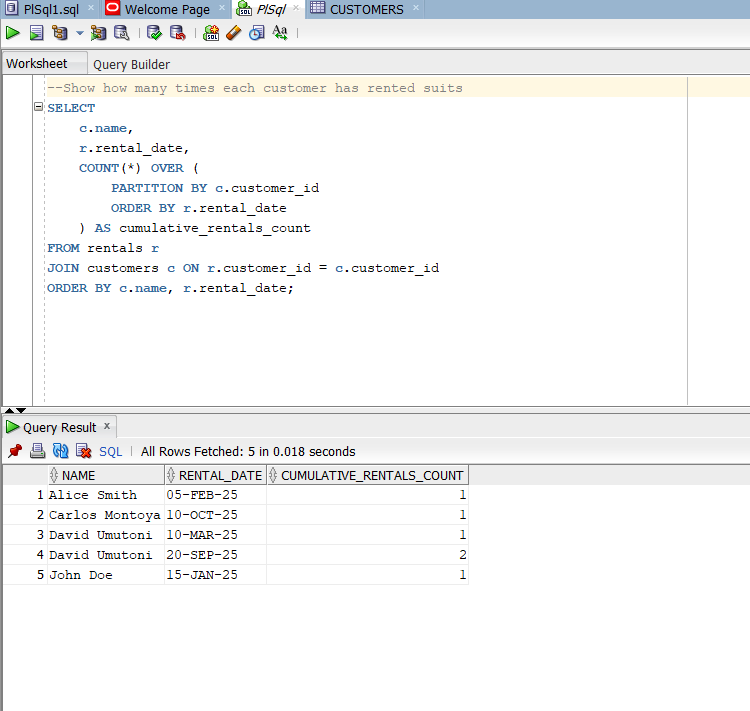 PlSql1.sql Welcome Page PlSql CUSTOMERS
SQL Aa
Worksheet Query Builder
--Show how many times each customer has rented suits
SELECT
    c.name,
    r.rental_date,
    COUNT(*) OVER (
        PARTITION BY c.customer_id
        ORDER BY r.rental_date
    ) AS cumulative_rentals_count
FROM rentals r
JOIN customers c ON r.customer_id = c.customer_id
ORDER BY c.name, r.rental_date;
Query Result x
SQL All Rows Fetched: 5 in 0.018 seconds
NAME RENTAL_DATE CUMULATIVE_RENTALS_COUNT
1 Alice Smith 05-FEB-25 1
2 Carlos Montoya 10-OCT-25 1
3 David Umutoni 10-MAR-25 1
4 David Umutoni 20-SEP-25 2
5 John Doe 15-JAN-25 1